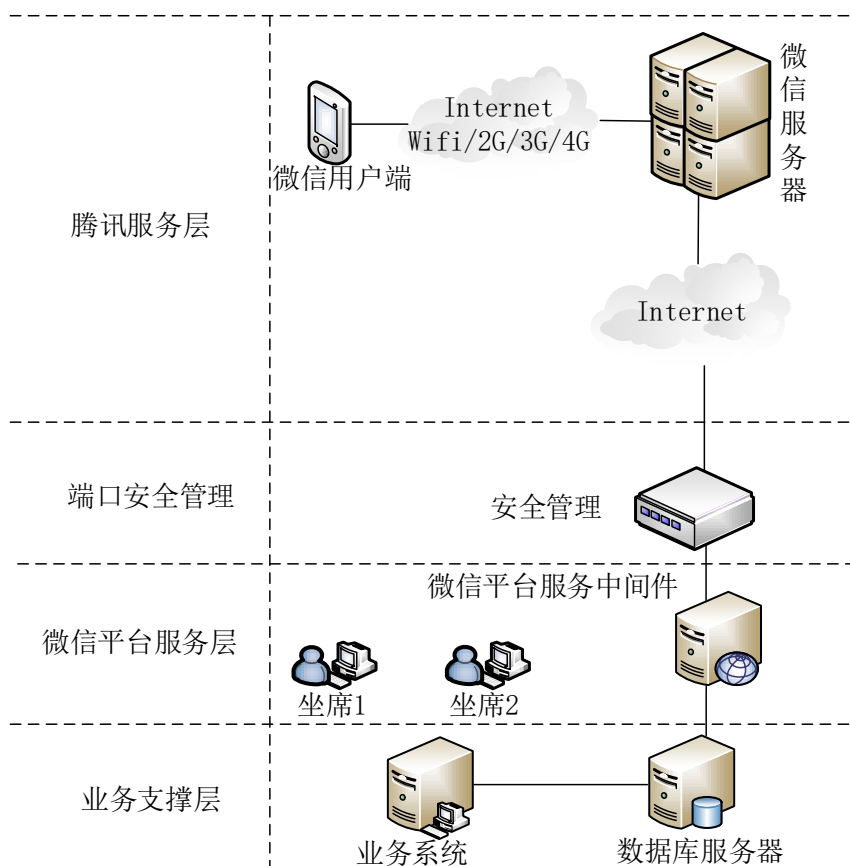 Internet
Wifi/2G/3G/4G
微信服务器
微信用户端
腾讯服务层
Internet
端口安全管理
安全管理
微信平台服务中间件
微信平台服务层
坐席1
坐席2
业务支撑层
业务系统
数据库服务器